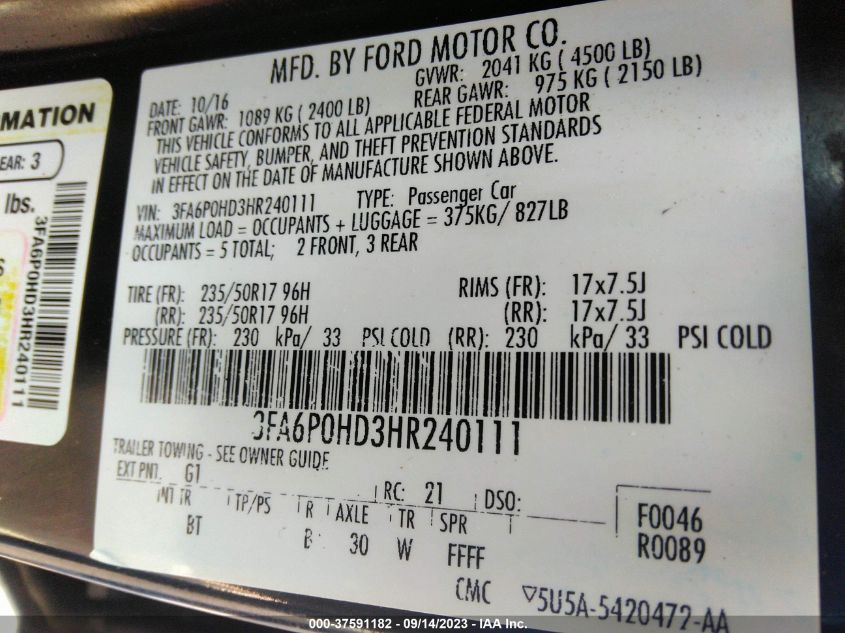 MATION
EAR: 3
lbs.
3FA6P0HD3HR240111
MFD. BY FORD MOTOR CO.
DATE: 10/16 GVWR: 2041 KG ( 4500 LB)
FRONT GAWR: 1089 KG ( 2400 LB) REAR GAWR: 975 KG ( 2150 LB)
THIS VEHICLE CONFORMS TO ALL APPLICABLE FEDERAL MOTOR
VEHICLE SAFETY, BUMPER, AND THEFT PREVENTION STANDARDS
IN EFFECT ON THE DATE OF MANUFACTURE SHOWN ABOVE.
VIN: 3FA6P0HD3HR240111 TYPE: Passenger Car
MAXIMUM LOAD = OCCUPANTS + LUGGAGE = 375KG/ 827LB
OCCUPANTS = 5 TOTAL; 2 FRONT, 3 REAR
TIRE (FR): 235/50R17 96H RIMS (FR): 17x7.5J
(RR): 235/50R17 96H (RR): 17x7.5J
PRESSURE (FR): 230 kPa/ 33 PSI COLD (RR): 230 kPa/ 33 PSI COLD
3FA6P0HD3HR240111
TRAILER TOWING - SEE OWNER GUIDE
EXT PNT: G1 RC: 21 DSO: F0046
INT TR TP/PS R AXLE TR SPR R0089
BT B 30 W FFFF
CMC ▽5U5A-5420472-AA
000-37591182 - 09/14/2023 - IAA Inc.